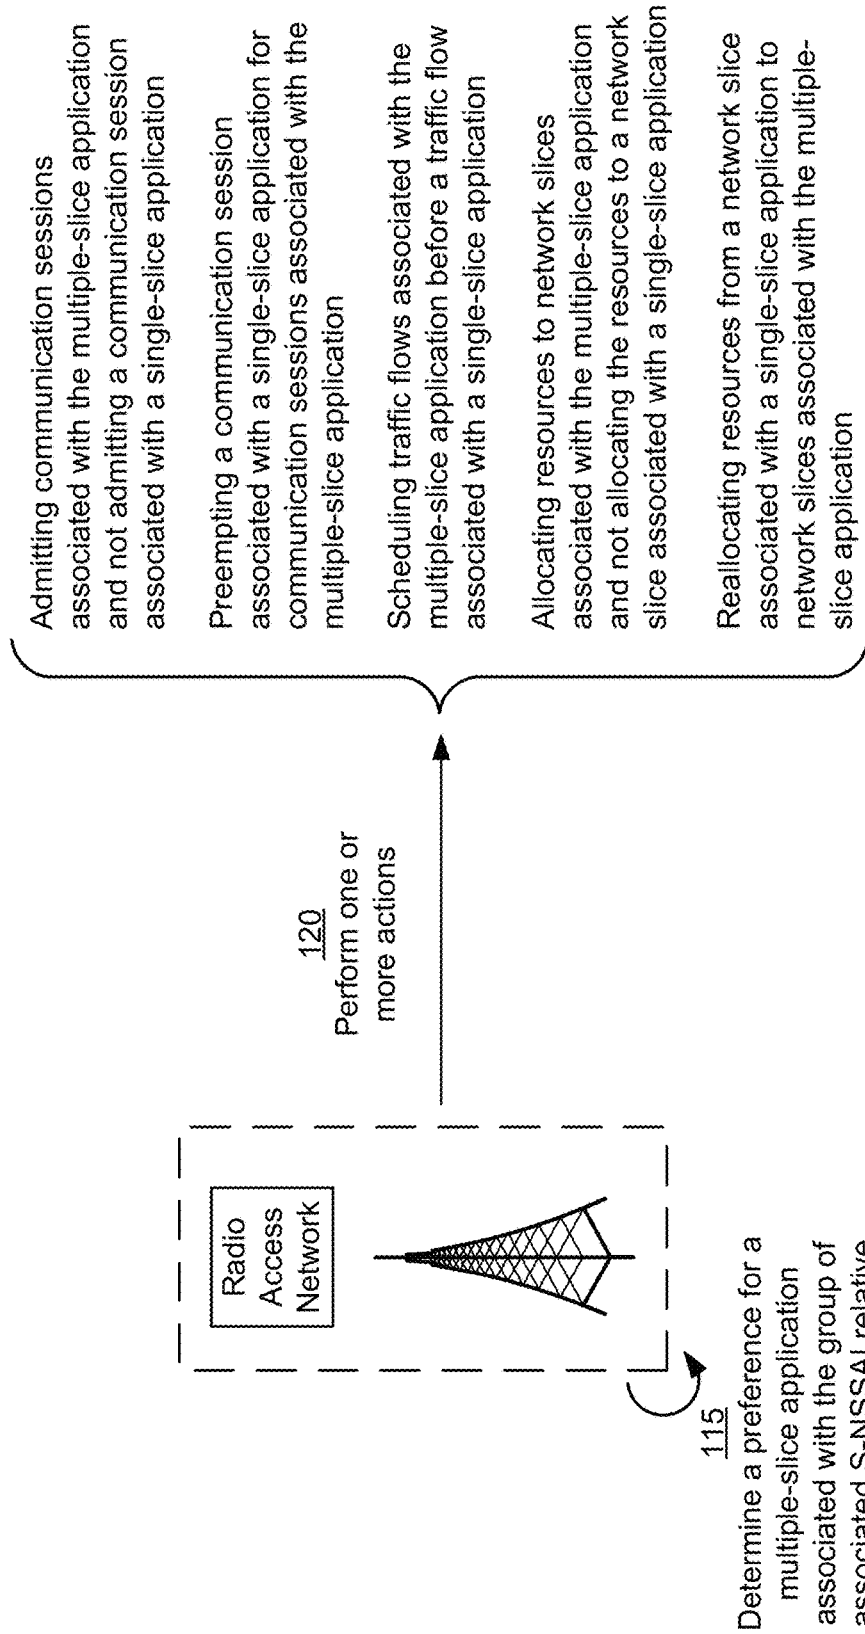 Radio
Access
Network
115
Determine a preference for a
multiple-slice application
associated with the group of
associated S-NSSAI relative
120
Perform one or
more actions
Admitting communication sessions
associated with the multiple-slice application
and not admitting a communication session
associated with a single-slice application
Preempting a communication session
associated with a single-slice application for
communication sessions associated with the
multiple-slice application
Scheduling traffic flows associated with the
multiple-slice application before a traffic flow
associated with a single-slice application
Allocating resources to network slices
associated with the multiple-slice application
and not allocating the resources to a network
slice associated with a single-slice application
Reallocating resources from a network slice
associated with a single-slice application to
network slices associated with the multiple-
slice application